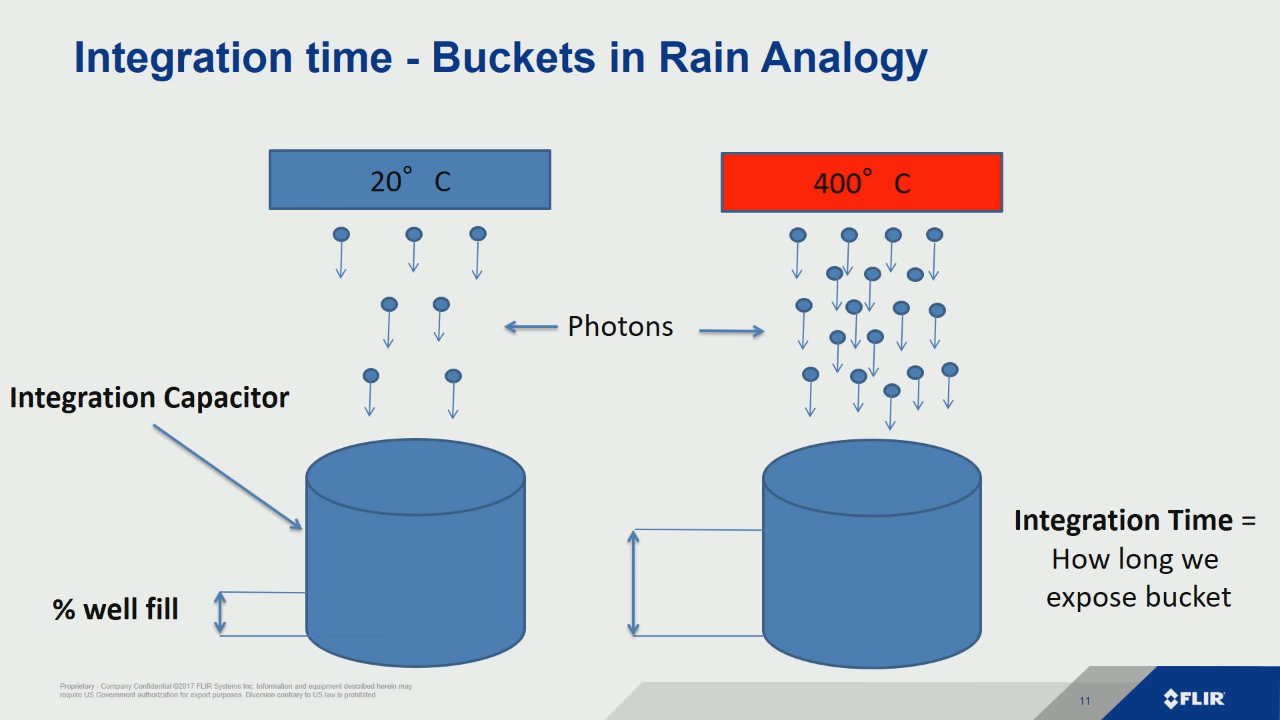 Integration time - Buckets in Rain Analogy
20° C
400° C
Photons
Integration Capacitor
Integration Time =
How long we
expose bucket
% well fill
Proprietary - Company Confidential ©2017 FLIR Systems Inc. Information and equipment described herein may
require US Government authorization for export purposes. Diversion contrary to US law is prohibited.
11
FLIR